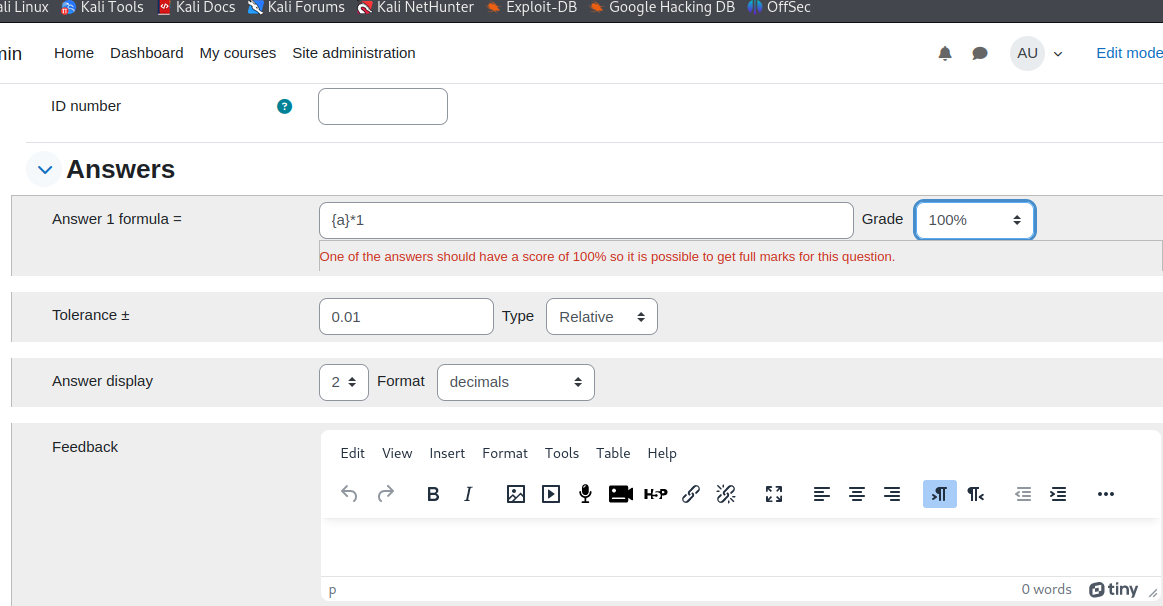 ali Linux Kali Tools Kali Docs Kali Forums Kali NetHunter Exploit-DB Google Hacking DB OffSec
min Home Dashboard My courses Site administration AU Edit mode
ID number ?
Answers
Answer 1 formula = {a}*1 Grade 100%
One of the answers should have a score of 100% so it is possible to get full marks for this question.
Tolerance ± 0.01 Type Relative
Answer display 2 Format decimals
Feedback
Edit View Insert Format Tools Table Help
B I H-P
p 0 words tiny